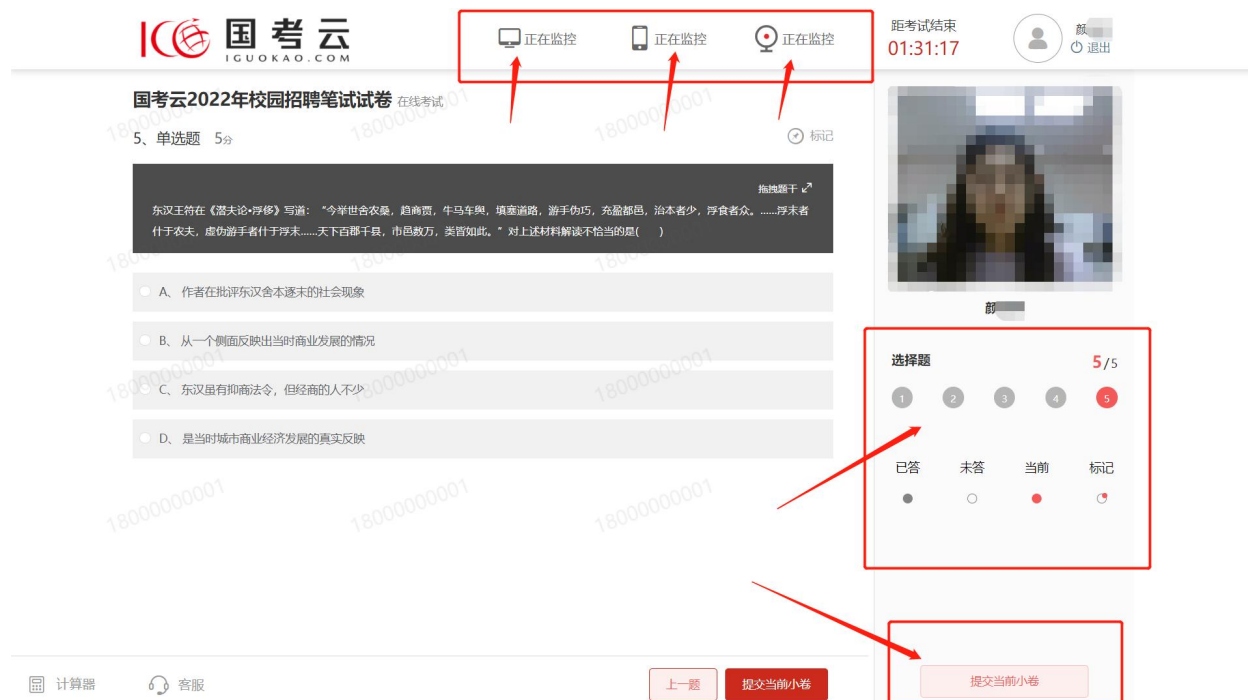 国考云
IGUOKAO.COM
正在监控
正在监控
正在监控
距考试结束
01:31:17
颜
退出
国考云2022年校园招聘笔试试卷 在线考试
5、单选题 5分
标记
拖拽题干
东汉王符在《潜夫论•浮侈》写道：“今举世舍农桑，趋商贾，牛马车舆，填塞道路，游手伪巧，充盈都邑，治本者少，浮食者众。……浮末者
什于农夫，虚伪游手者什于浮末……天下百郡千县，市邑数万，类皆如此。”对上述材料解读不恰当的是( )
A、 作者在批评东汉舍本逐末的社会现象
B、 从一个侧面反映出当时商业发展的情况
C、 东汉虽有抑商法令，但经商的人不少
D、 是当时城市商业经济发展的真实反映
颜
选择题 5/5
1 2 3 4 5
已答 未答 当前 标记
18000000001 18000000001 18000000001
计算器
客服
上一题
提交当前小卷
提交当前小卷